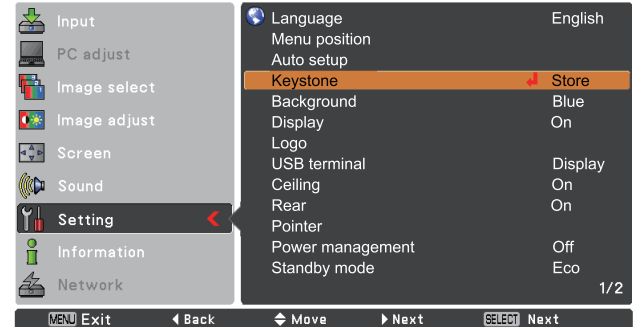 Input
PC adjust
Image select
Image adjust
Screen
Sound
Setting
Information
Network
Language English
Menu position
Auto setup
Keystone Store
Background Blue
Display On
Logo
USB terminal Display
Ceiling On
Rear On
Pointer
Power management Off
Standby mode Eco
1/2
MENU Exit Back Move Next SELECT Next